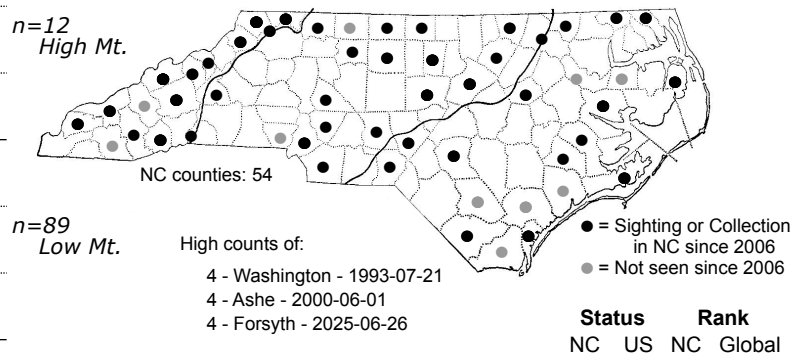 n=12
High Mt.
NC counties: 54
n=89
Low Mt.
High counts of:
4 - Washington - 1993-07-21
4 - Ashe - 2000-06-01
4 - Forsyth - 2025-06-26
● = Sighting or Collection
in NC since 2006
● = Not seen since 2006
Status Rank
NC US NC Global